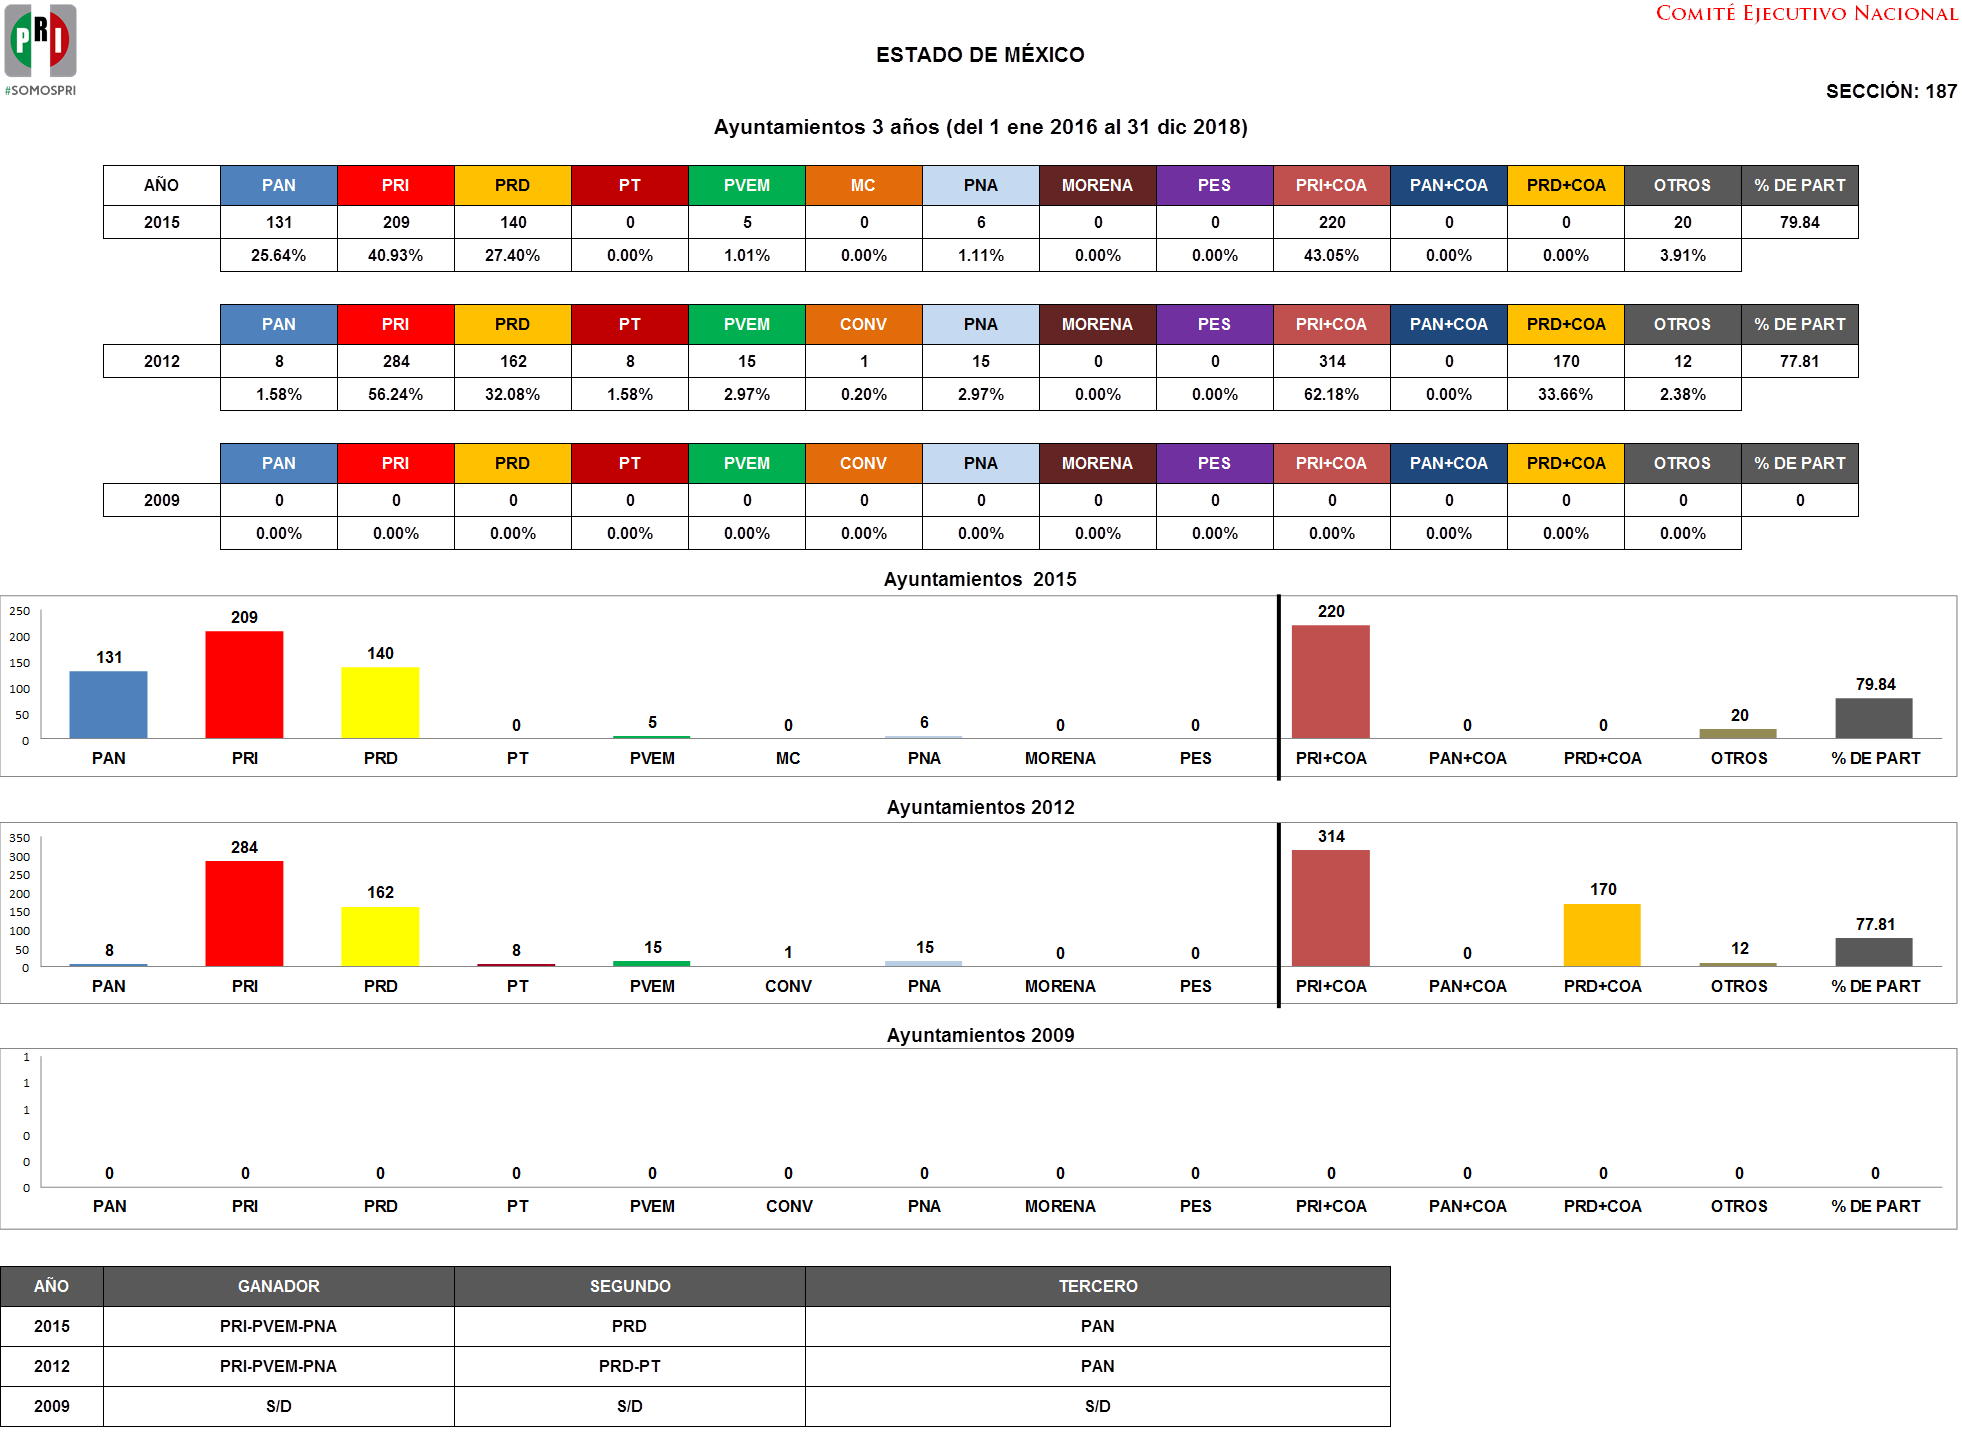 COMITÉ EJECUTIVO NACIONAL
PRI
#SOMOSPRI
ESTADO DE MÉXICO
SECCIÓN: 187
Ayuntamientos 3 años (del 1 ene 2016 al 31 dic 2018)
AÑO PAN PRI PRD PT PVEM MC PNA MORENA PES PRI+COA PAN+COA PRD+COA OTROS % DE PART
2015 131 209 140 0 5 0 6 0 0 220 0 0 20 79.84
25.64% 40.93% 27.40% 0.00% 1.01% 0.00% 1.11% 0.00% 0.00% 43.05% 0.00% 0.00% 3.91%
PAN PRI PRD PT PVEM CONV PNA MORENA PES PRI+COA PAN+COA PRD+COA OTROS % DE PART
2012 8 284 162 8 15 1 15 0 0 314 0 170 12 77.81
1.58% 56.24% 32.08% 1.58% 2.97% 0.20% 2.97% 0.00% 0.00% 62.18% 0.00% 33.66% 2.38%
PAN PRI PRD PT PVEM CONV PNA MORENA PES PRI+COA PAN+COA PRD+COA OTROS % DE PART
2009 0 0 0 0 0 0 0 0 0 0 0 0 0 0
0.00% 0.00% 0.00% 0.00% 0.00% 0.00% 0.00% 0.00% 0.00% 0.00% 0.00% 0.00% 0.00%
Ayuntamientos 2015
250
200
150
100
50
0
131 209 140 0 5 0 6 0 0 220 0 0 20 79.84
PAN PRI PRD PT PVEM MC PNA MORENA PES PRI+COA PAN+COA PRD+COA OTROS % DE PART
Ayuntamientos 2012
350
300
250
200
150
100
50
0
8 284 162 8 15 1 15 0 0 314 0 170 12 77.81
PAN PRI PRD PT PVEM CONV PNA MORENA PES PRI+COA PAN+COA PRD+COA OTROS % DE PART
Ayuntamientos 2009
1
1
1
0
0
0
0 0 0 0 0 0 0 0 0 0 0 0 0 0
PAN PRI PRD PT PVEM CONV PNA MORENA PES PRI+COA PAN+COA PRD+COA OTROS % DE PART
AÑO GANADOR SEGUNDO TERCERO
2015 PRI-PVEM-PNA PRD PAN
2012 PRI-PVEM-PNA PRD-PT PAN
2009 S/D S/D S/D